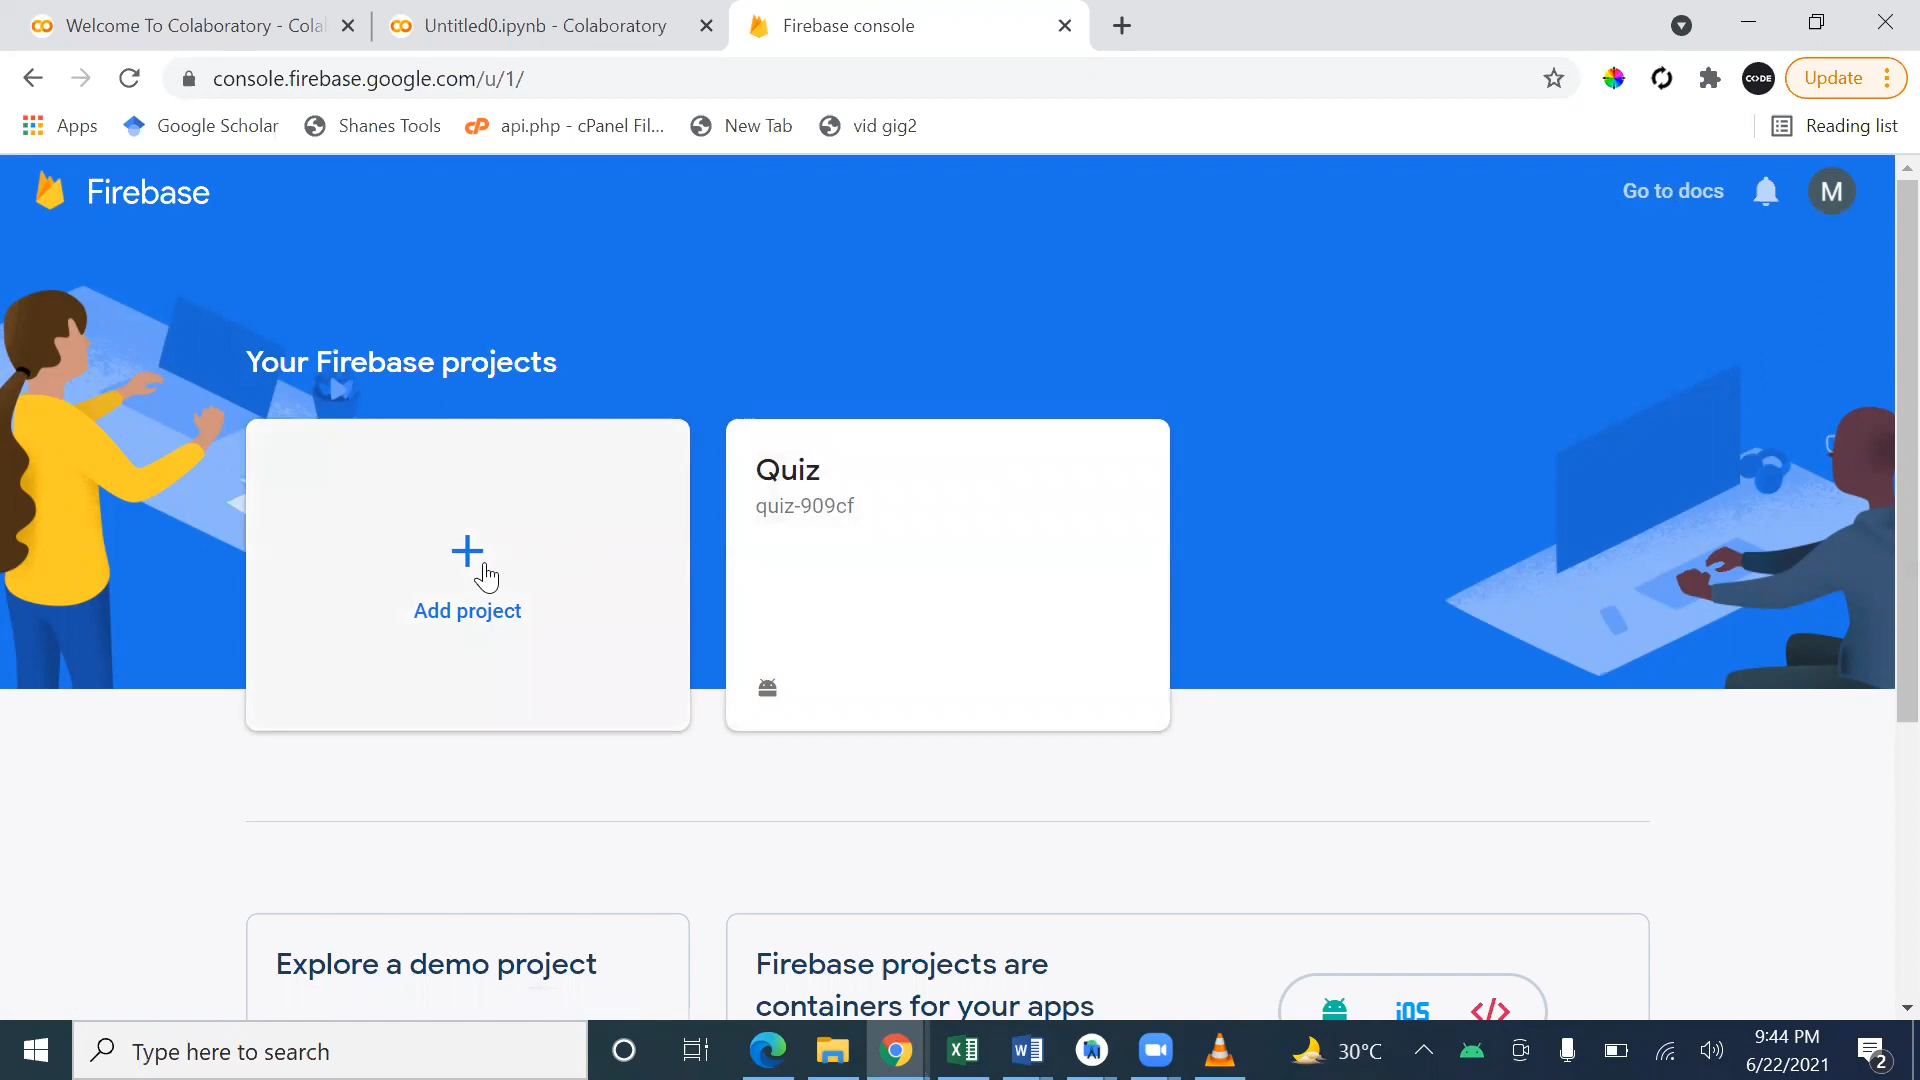 Welcome To Colaboratory - Cola
Untitled0.ipynb - Colaboratory
Firebase console
console.firebase.google.com/u/1/
CODE
Update
Apps
Google Scholar
Shanes Tools
cP
api.php - cPanel Fil...
New Tab
vid gig2
Reading list
Firebase
Go to docs
M
Your Firebase projects
Add project
Quiz
quiz-909cf
Explore a demo project
Firebase projects are
containers for your apps
iOS
</>
Type here to search
30°C
9:44 PM
6/22/2021
2